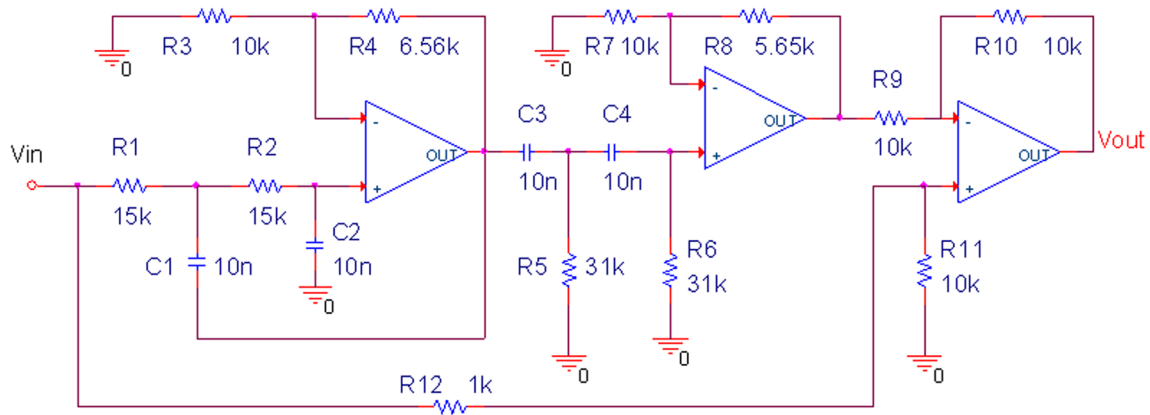 R3 10k
R4 6.56k
R7 10k
R8 5.65k
R10 10k
0
0
R9
10k
-
+
OUT
-
+
OUT
-
+
OUT
Vout
Vin
R1
15k
R2
15k
C3
10n
C4
10n
C1 10n
C2
10n
0
R5 31k
R6
31k
R11
10k
0
0
0
R12 1k